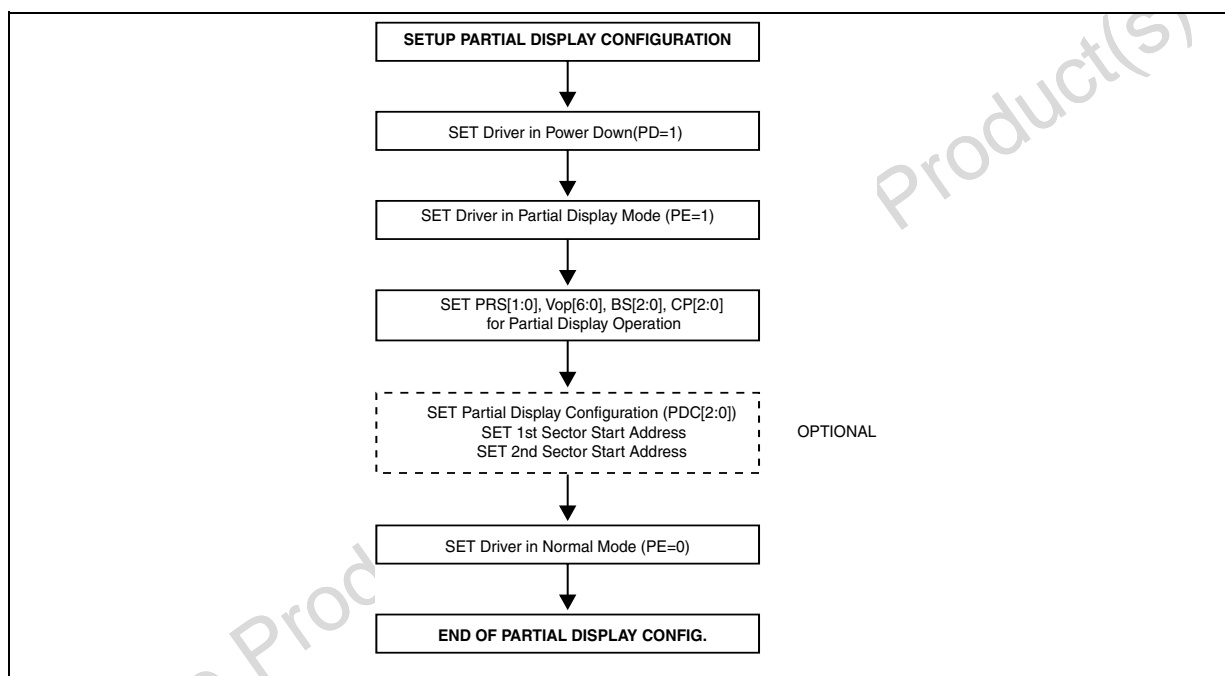 SETUP PARTIAL DISPLAY CONFIGURATION
SET Driver in Power Down(PD=1)
SET Driver in Partial Display Mode (PE=1)
SET PRS[1:0], Vop[6:0], BS[2:0], CP[2:0]
for Partial Display Operation
SET Partial Display Configuration (PDC[2:0])
SET 1st Sector Start Address
SET 2nd Sector Start Address
OPTIONAL
SET Driver in Normal Mode (PE=0)
END OF PARTIAL DISPLAY CONFIG.
Product(s)